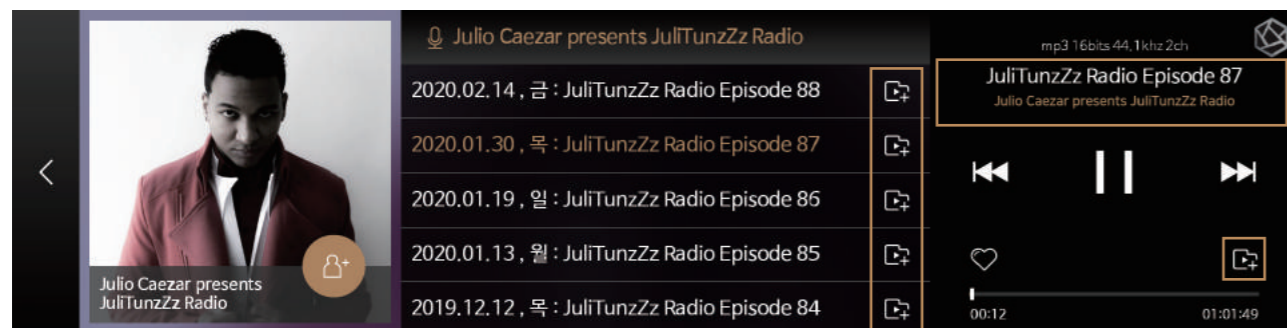 Julio Caezar presents
JuliTunzZz Radio
Julio Caezar presents JuliTunzZz Radio
2020.02.14 , 금 : JuliTunzZz Radio Episode 88
2020.01.30 , 목 : JuliTunzZz Radio Episode 87
2020.01.19 , 일 : JuliTunzZz Radio Episode 86
2020.01.13 , 월 : JuliTunzZz Radio Episode 85
2019.12.12 , 목 : JuliTunzZz Radio Episode 84
mp3 16bits 44.1khz 2ch
JuliTunzZz Radio Episode 87
Julio Caezar presents JuliTunzZz Radio
00:12
01:01:49